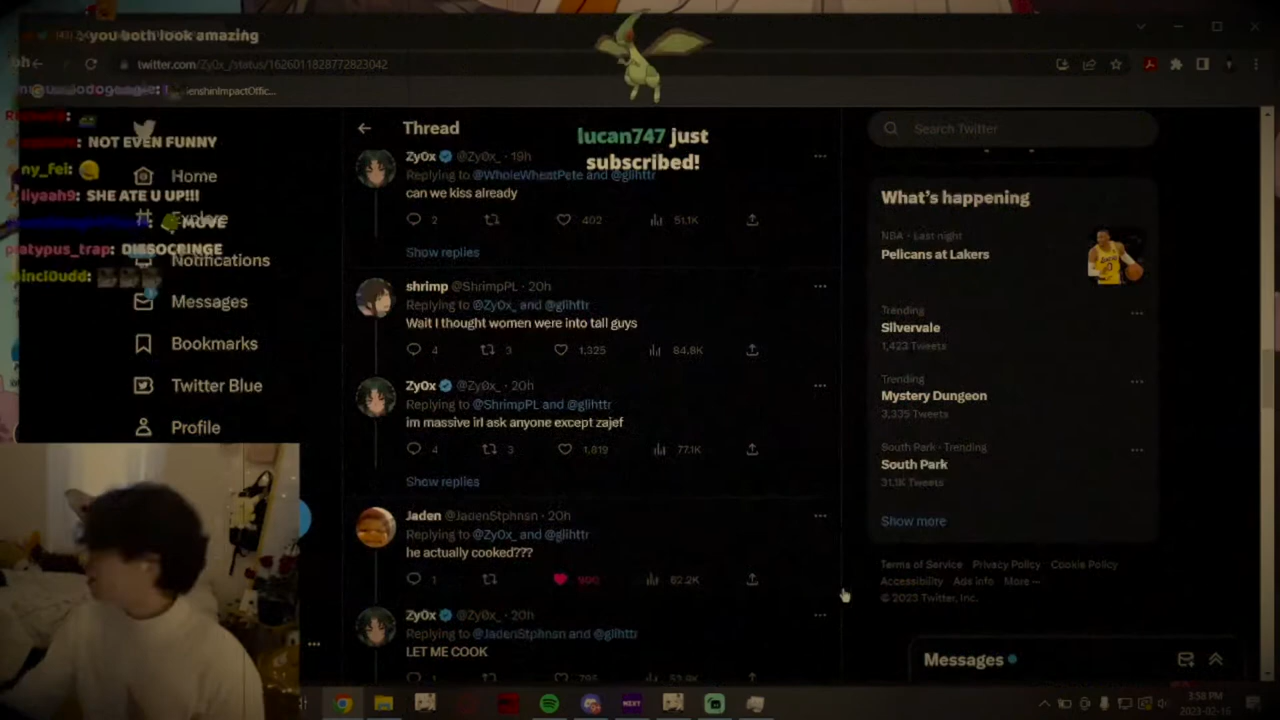 you both look amazing
twitter.com/Zy0x_/status/1626011828772823042
enshinImpactOffic...
NOT EVEN FUNNY
ny_fei:
llyaah9: SHE ATE U UP!!!
MOVE
platypus_trap: DISSOCRINGE
Home
Explore
Notifications
Messages
Bookmarks
Twitter Blue
Profile
lucan747 just
subscribed!
Thread
Zy0x @Zy0x_ · 19h
Replying to @WholeWheatPete and @glihttr
can we kiss already
2 402 51.1K
Show replies
shrimp @ShrimpPL · 20h
Replying to @Zy0x_ and @glihttr
Wait I thought women were into tall guys
4 3 1,325 84.8K
Zy0x @Zy0x_ · 20h
Replying to @ShrimpPL and @glihttr
im massive irl ask anyone except zajef
4 3 1,819 77.1K
Show replies
Jaden @JadenStphnsn · 20h
Replying to @Zy0x_ and @glihttr
he actually cooked???
1 900 62.2K
Zy0x @Zy0x_ · 20h
Replying to @JadenStphnsn and @glihttr
LET ME COOK
Search Twitter
What's happening
NBA · Last night
Pelicans at Lakers
Trending
Silvervale
1,423 Tweets
Trending
Mystery Dungeon
3,335 Tweets
South Park · Trending
South Park
31.1K Tweets
Show more
Terms of Service Privacy Policy Cookie Policy
Accessibility Ads info More ···
© 2023 Twitter, Inc.
Messages
3:58 PM